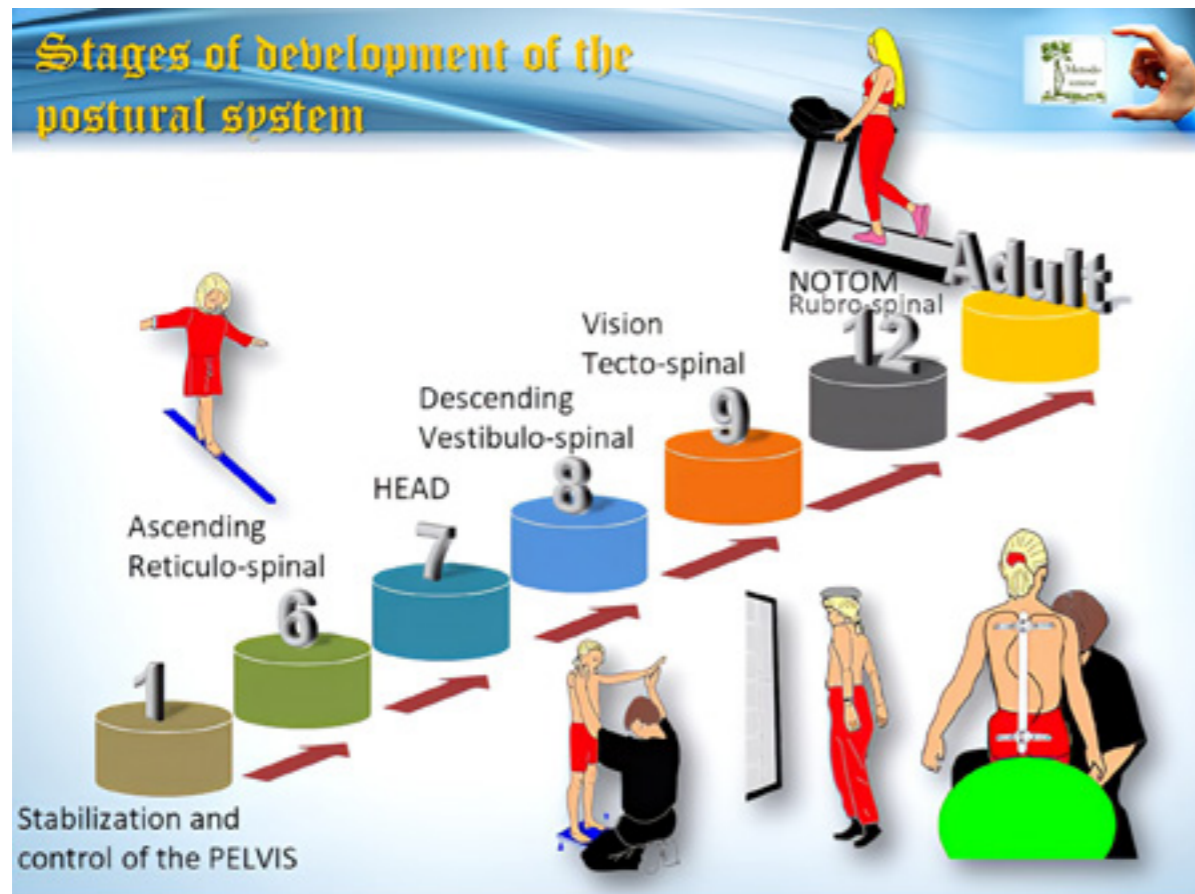 Stages of development of the
postural system
NOTOM
Rubro-spinal
Adult
12
Vision
Tecto-spinal
9
Descending
Vestibulo-spinal
8
HEAD
7
Ascending
Reticulo-spinal
6
1
Stabilization and
control of the PELVIS